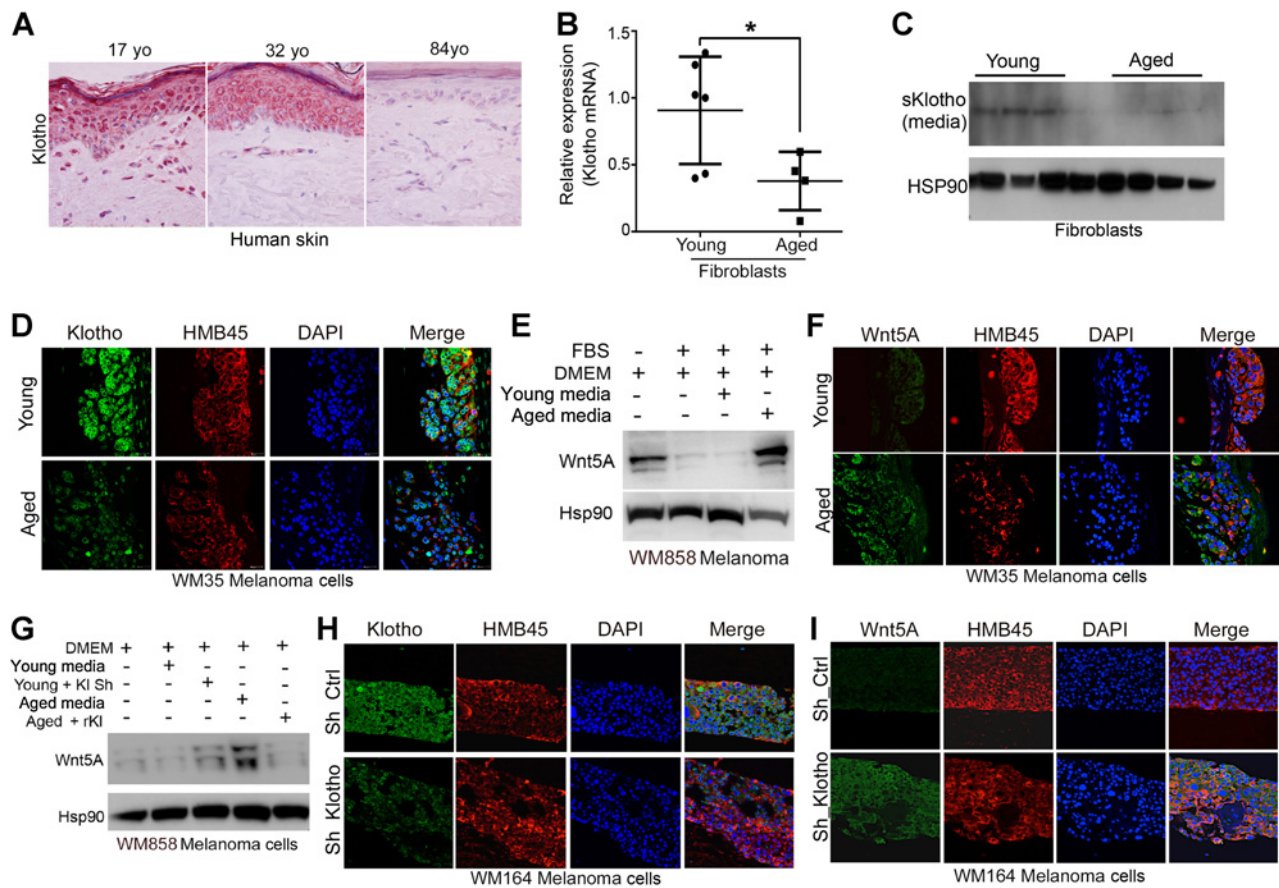 A
17 yo 32 yo 84yo
Klotho
Human skin
B
Relative expression
(Klotho mRNA)
1.5
1.0
0.5
0
*
Young Aged
Fibroblasts
C
Young Aged
sKlotho
(media)
HSP90
Fibroblasts
D
Klotho HMB45 DAPI Merge
Young
Aged
WM35 Melanoma cells
E
FBS - + + +
DMEM + + + +
Young media - - + -
Aged media - - - +
Wnt5A
Hsp90
WM858 Melanoma
F
Wnt5A HMB45 DAPI Merge
Young
Aged
WM35 Melanoma cells
G
DMEM + + + + +
Young media - + - - -
Young + Kl Sh - - + - -
Aged media - - - + -
Aged + rKl - - - - +
Wnt5A
Hsp90
WM858 Melanoma cells
H
Klotho HMB45 DAPI Merge
Sh_Ctrl
Sh_Klotho
WM164 Melanoma cells
I
Wnt5A HMB45 DAPI Merge
Sh_Ctrl
Sh_Klotho
WM164 Melanoma cells